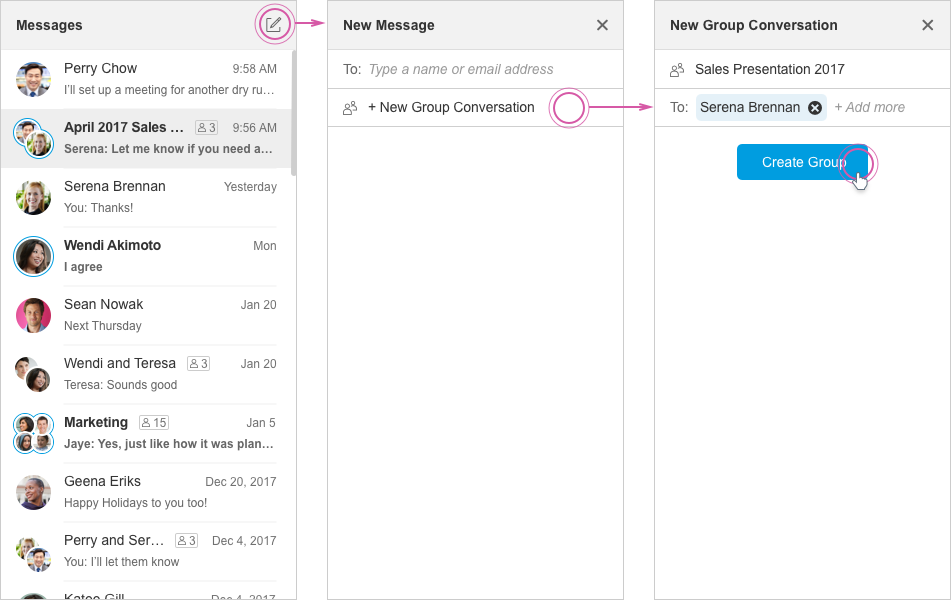 Messages
Perry Chow 9:58 AM
I’ll set up a meeting for another dry ru…
April 2017 Sales … 3 9:56 AM
Serena: Let me know if you need a…
Serena Brennan Yesterday
You: Thanks!
Wendi Akimoto Mon
I agree
Sean Nowak Jan 20
Next Thursday
Wendi and Teresa 3 Jan 20
Teresa: Sounds good
Marketing 15 Jan 5
Jaye: Yes, just like how it was plan…
Geena Eriks Dec 20, 2017
Happy Holidays to you too!
Perry and Ser… 3 Dec 4, 2017
You: I’ll let them know
New Message
To: Type a name or email address
+ New Group Conversation
New Group Conversation
Sales Presentation 2017
To: Serena Brennan + Add more
Create Group